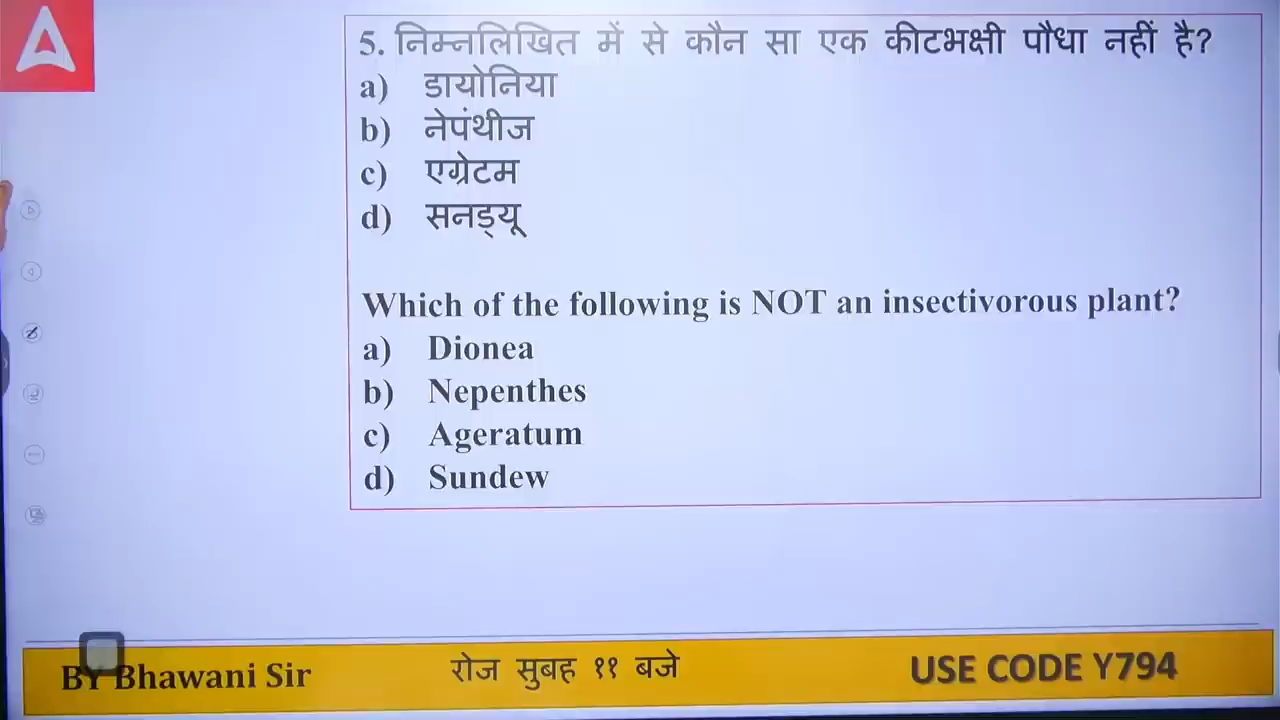 5. निम्नलिखित में से कौन सा एक कीटभक्षी पौधा नहीं है?
a) डायोनिया
b) नेपंथीज
c) एग्रेटम
d) सनड्यू
Which of the following is NOT an insectivorous plant?
a) Dionea
b) Nepenthes
c) Ageratum
d) Sundew
BY Bhawani Sir रोज सुबह ११ बजे USE CODE Y794